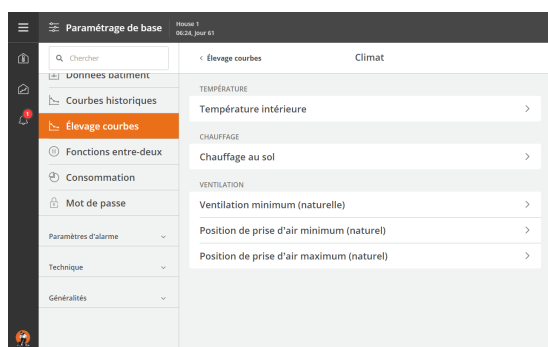 Paramétrage de base
House 1
06:24, Jour 61
Chercher
Données bâtiment
Courbes historiques
1
Élevage courbes
Fonctions entre-deux
Consommation
Mot de passe
Paramètres d'alarme
Technique
Généralités
Élevage courbes
Climat
TEMPÉRATURE
Température intérieure
CHAUFFAGE
Chauffage au sol
VENTILATION
Ventilation minimum (naturelle)
Position de prise d'air minimum (naturel)
Position de prise d'air maximum (naturel)